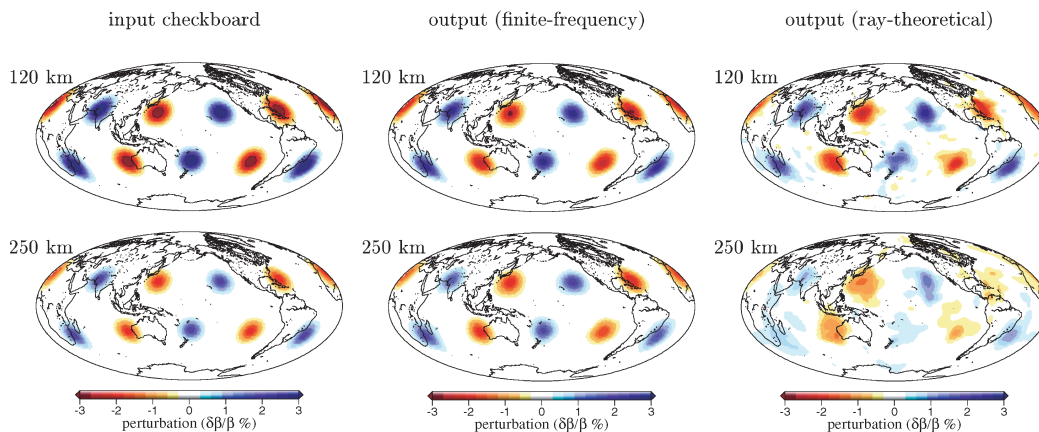 input checkboard
output (finite-frequency)
output (ray-theoretical)
120 km
120 km
120 km
250 km
250 km
250 km
-3 -2 -1 0 1 2 3
perturbation (δβ/β %)
-3 -2 -1 0 1 2 3
perturbation (δβ/β %)
-3 -2 -1 0 1 2 3
perturbation (δβ/β %)